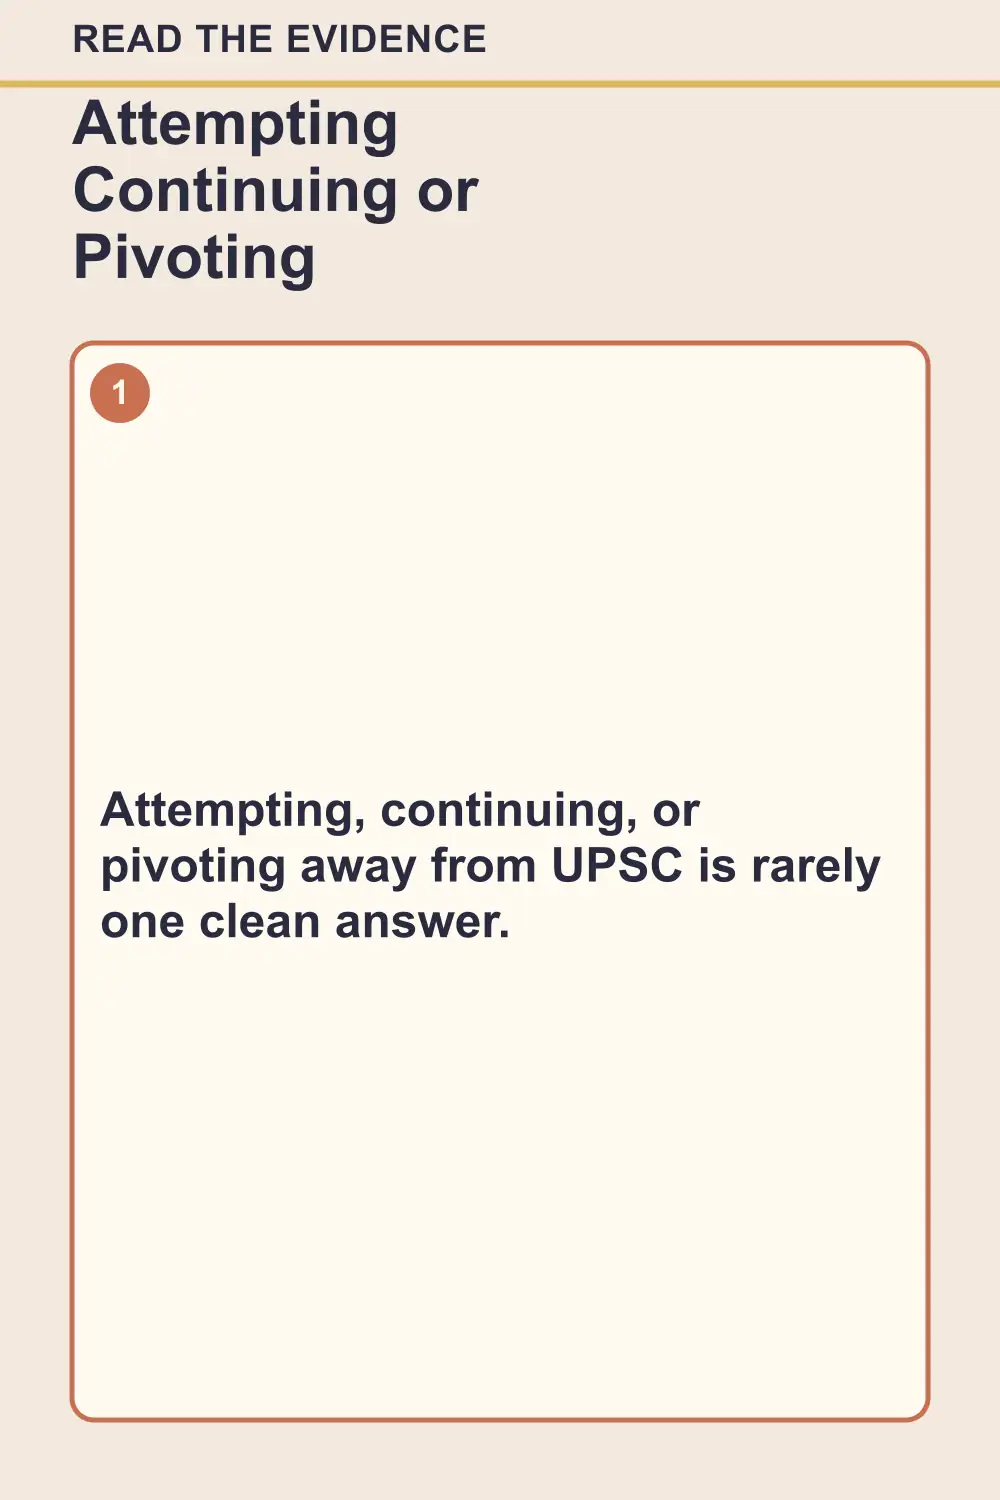 READ THE EVIDENCE
Attempting
Continuing or
Pivoting
1
Attempting, continuing, or
pivoting away from UPSC is rarely
one clean answer.